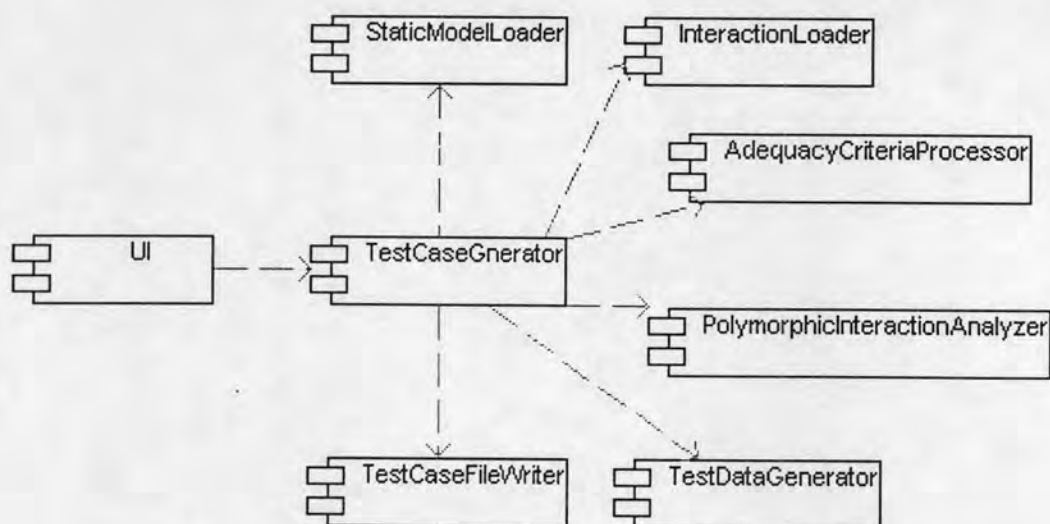 StaticModelLoader
InteractionLoader
AdequacyCriteriaProcessor
UI
TestCaseGnerator
PolymorphicInteractionAnalyzer
TestCaseFileWriter
TestDataGenerator